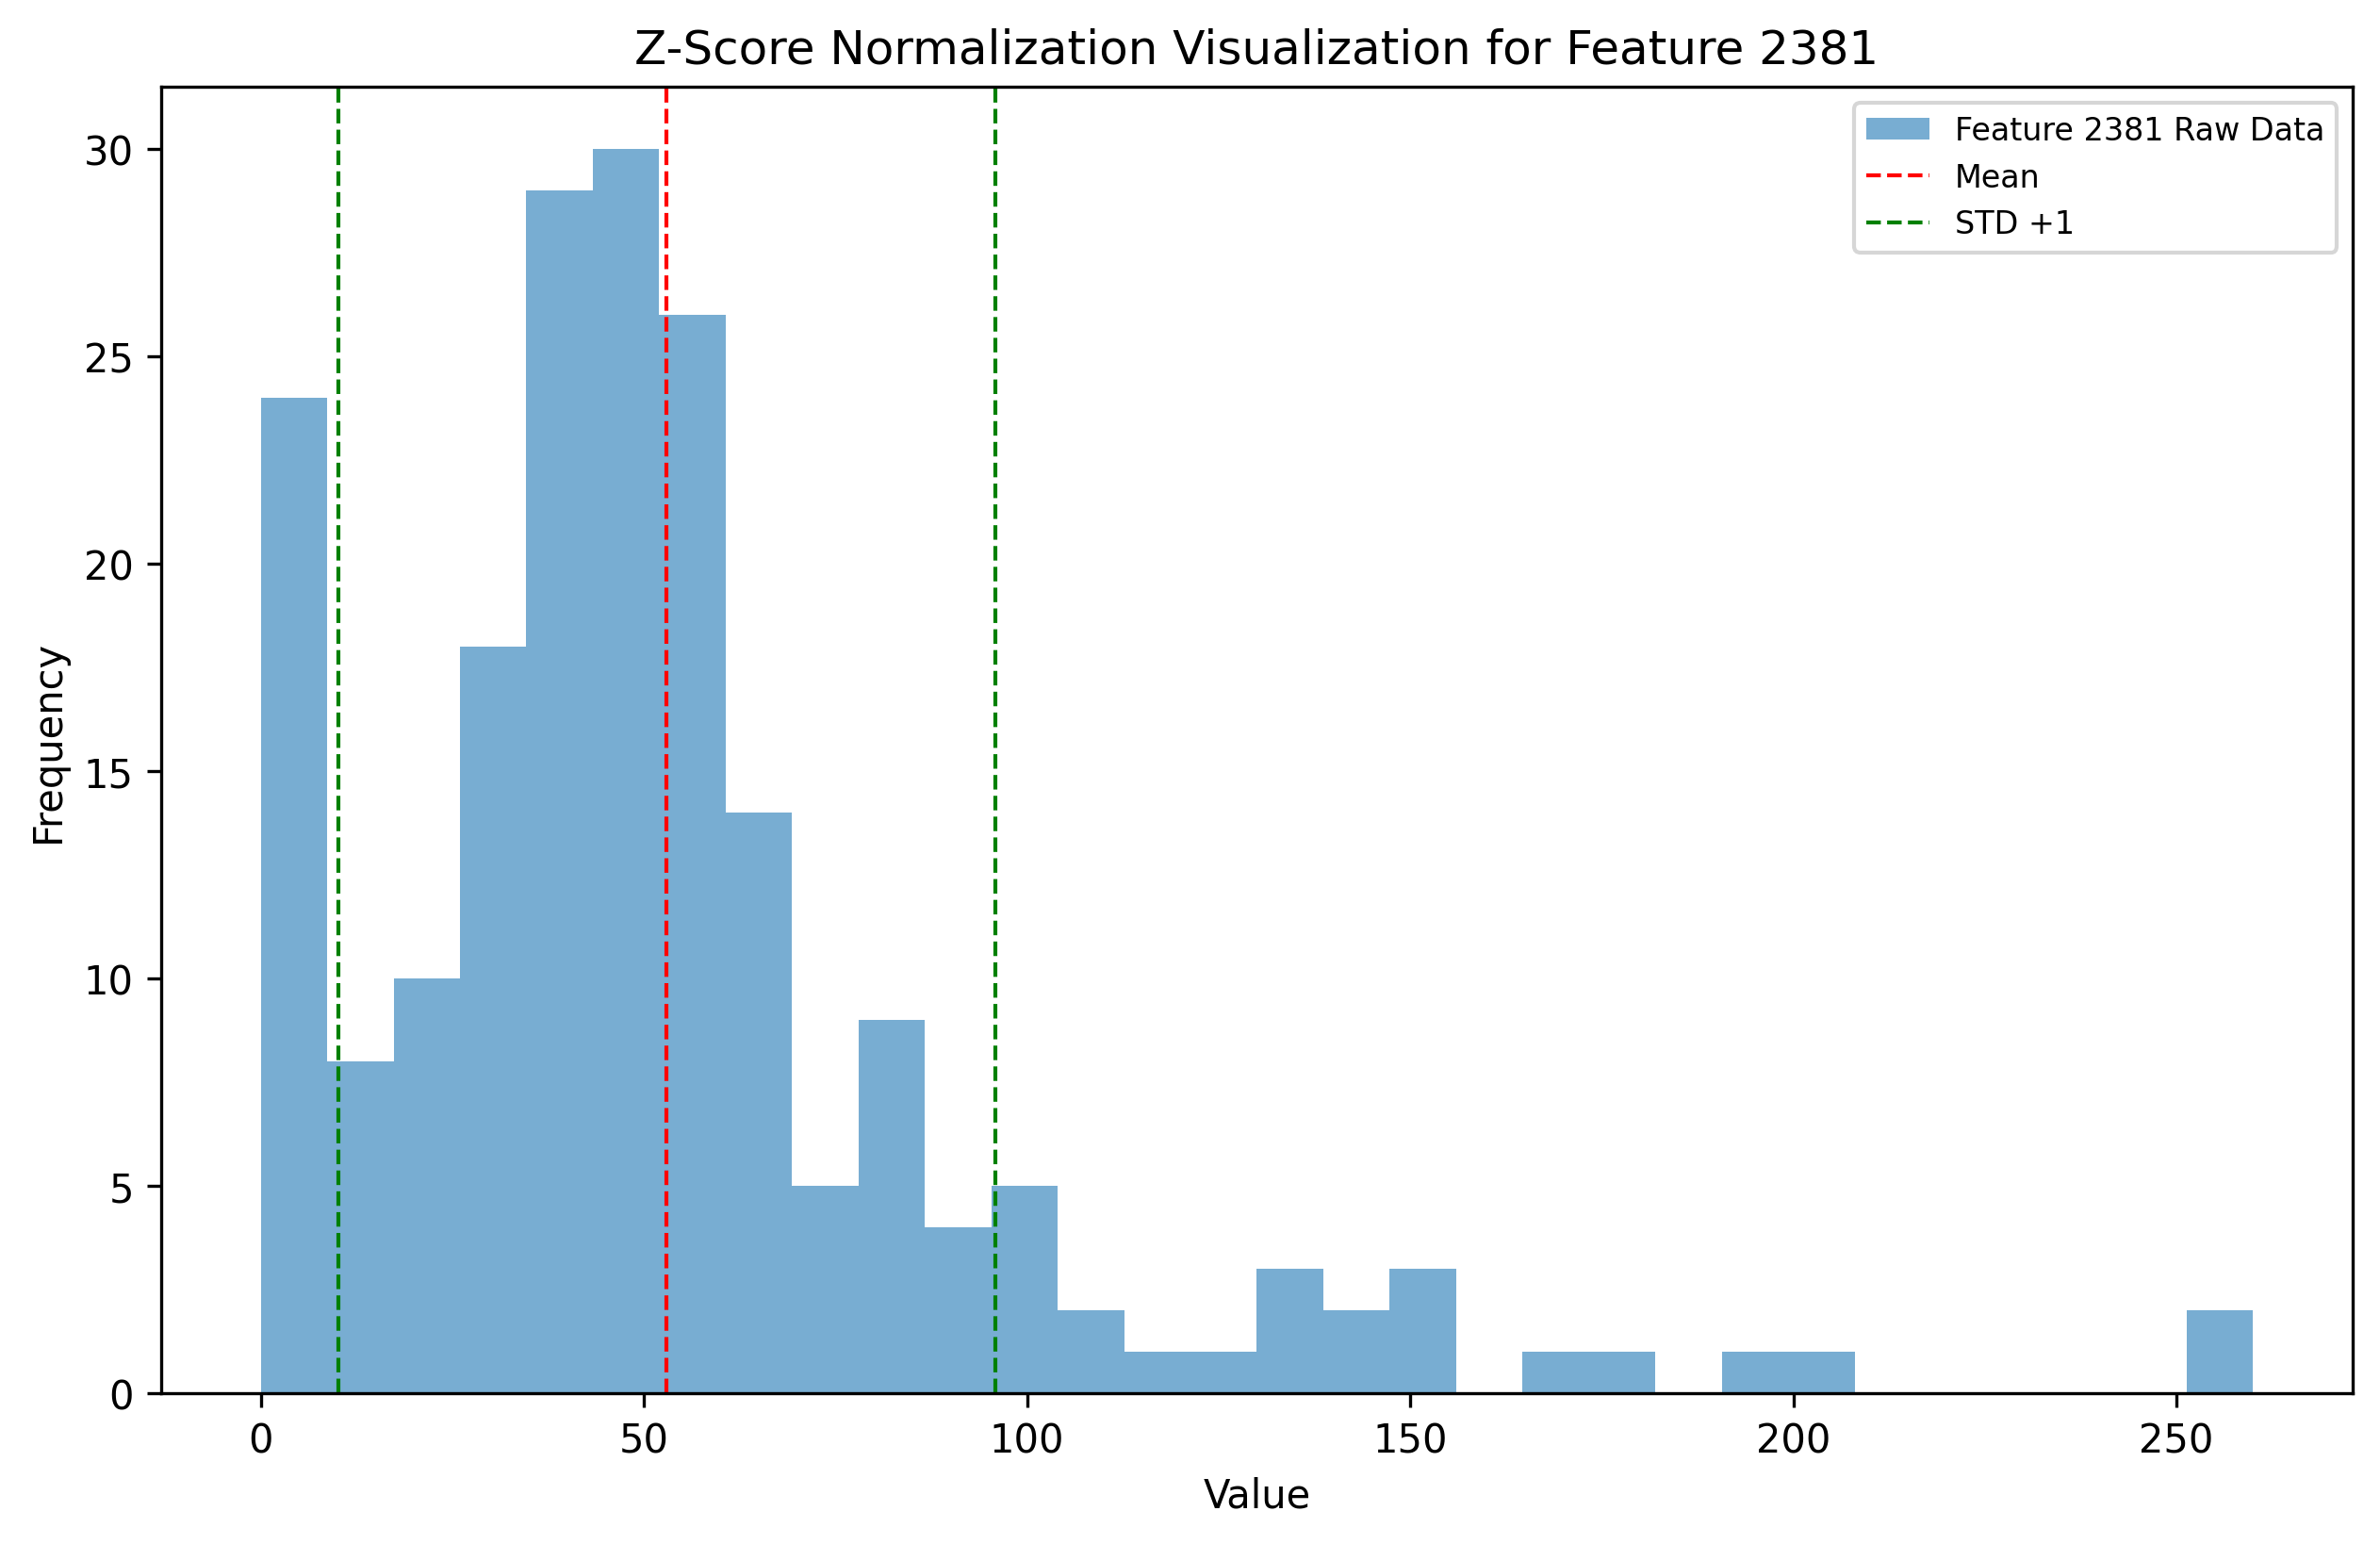 Z-Score Normalization Visualization for Feature 2381
Feature 2381 Raw Data
Mean
STD +1
30
25
20
15
10
5
0
Frequency
0 50 100 150 200 250
Value